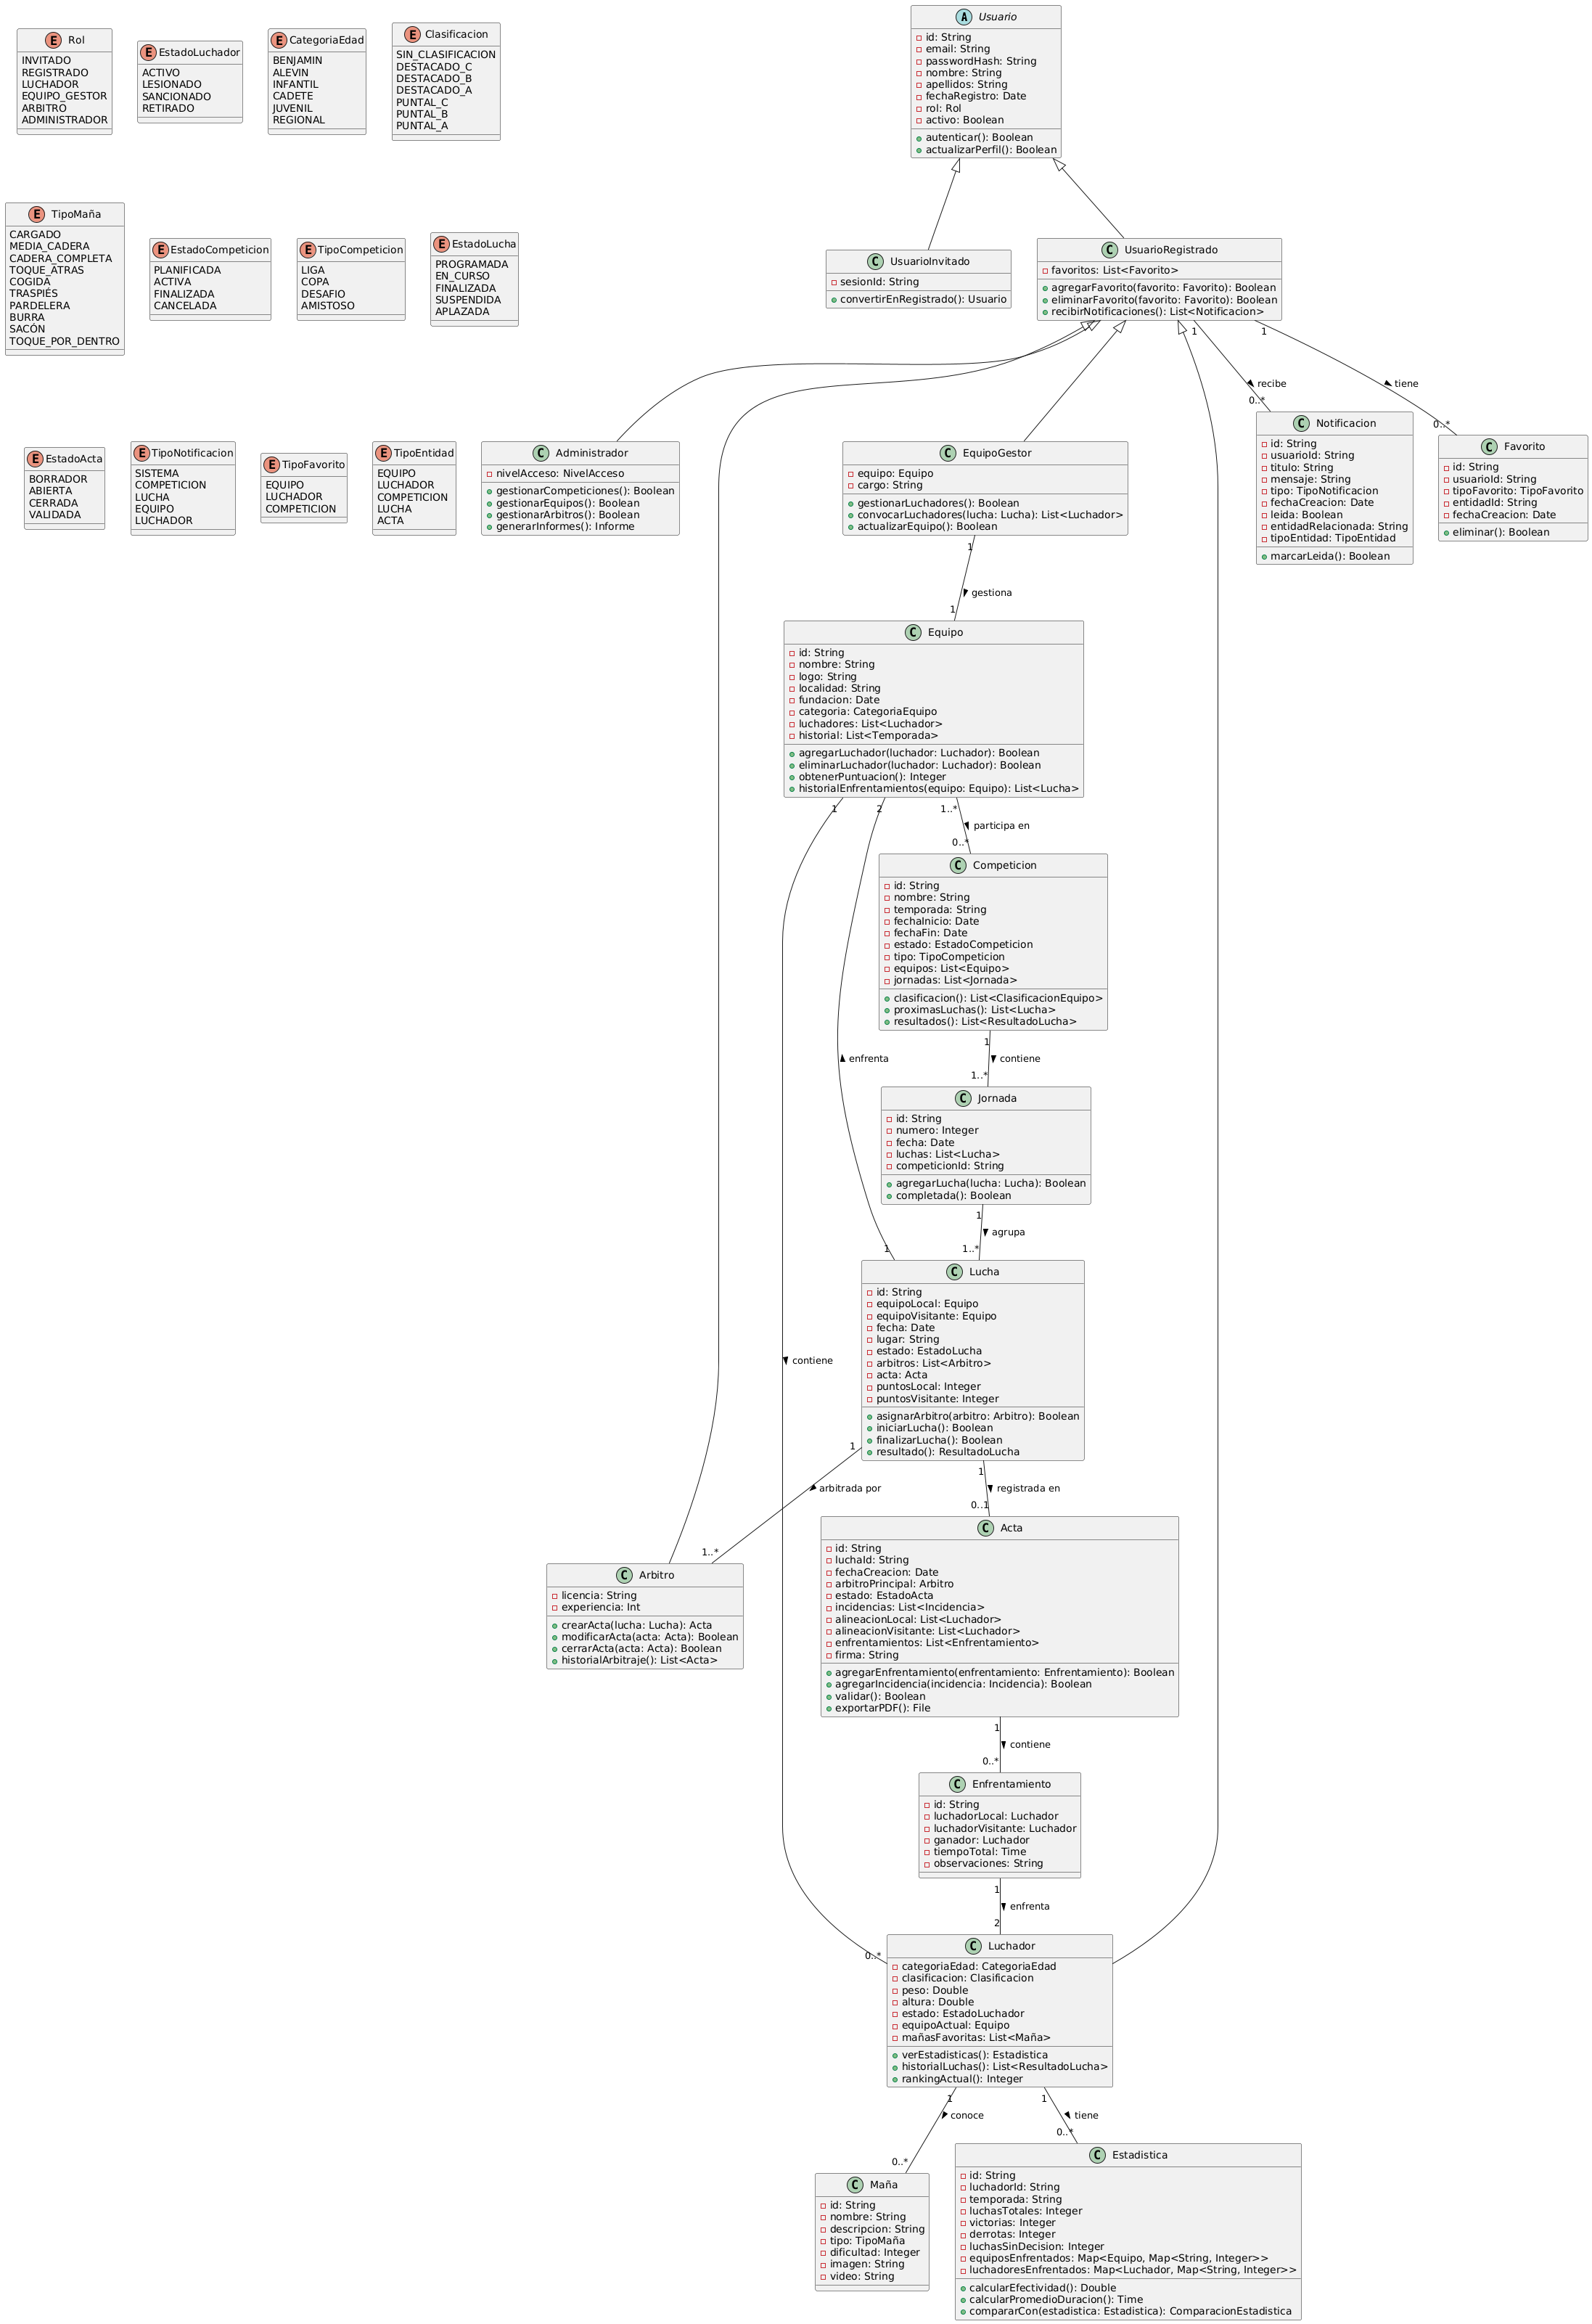 Rol
INVITADO
REGISTRADO
LUCHADOR
EQUIPO_GESTOR
ARBITRO
ADMINISTRADOR
EstadoLuchador
ACTIVO
LESIONADO
SANCIONADO
RETIRADO
CategoriaEdad
BENJAMIN
ALEVIN
INFANTIL
CADETE
JUVENIL
REGIONAL
Clasificacion
SIN_CLASIFICACION
DESTACADO_C
DESTACADO_B
DESTACADO_A
PUNTAL_C
PUNTAL_B
PUNTAL_A
Usuario
id: String
email: String
passwordHash: String
nombre: String
apellidos: String
fechaRegistro: Date
rol: Rol
activo: Boolean
autenticar(): Boolean
actualizarPerfil(): Boolean
TipoMaña
CARGADO
MEDIA_CADERA
CADERA_COMPLETA
TOQUE_ATRAS
COGIDA
TRASPIÉS
PARDELERA
BURRA
SACÓN
TOQUE_POR_DENTRO
EstadoCompeticion
PLANIFICADA
ACTIVA
FINALIZADA
CANCELADA
TipoCompeticion
LIGA
COPA
DESAFIO
AMISTOSO
EstadoLucha
PROGRAMADA
EN_CURSO
FINALIZADA
SUSPENDIDA
APLAZADA
UsuarioInvitado
sesionId: String
convertirEnRegistrado(): Usuario
UsuarioRegistrado
favoritos: List<Favorito>
agregarFavorito(favorito: Favorito): Boolean
eliminarFavorito(favorito: Favorito): Boolean
recibirNotificaciones(): List<Notificacion>
1
1
recibe
tiene
0..*
0..*
EstadoActa
BORRADOR
ABIERTA
CERRADA
VALIDADA
TipoNotificacion
SISTEMA
COMPETICION
LUCHA
EQUIPO
LUCHADOR
TipoFavorito
EQUIPO
LUCHADOR
COMPETICION
TipoEntidad
EQUIPO
LUCHADOR
COMPETICION
LUCHA
ACTA
Administrador
nivelAcceso: NivelAcceso
gestionarCompeticiones(): Boolean
gestionarEquipos(): Boolean
gestionarArbitros(): Boolean
generarInformes(): Informe
EquipoGestor
equipo: Equipo
cargo: String
gestionarLuchadores(): Boolean
convocarLuchadores(lucha: Lucha): List<Luchador>
actualizarEquipo(): Boolean
Notificacion
id: String
usuarioId: String
titulo: String
mensaje: String
tipo: TipoNotificacion
fechaCreacion: Date
leida: Boolean
entidadRelacionada: String
tipoEntidad: TipoEntidad
marcarLeida(): Boolean
Favorito
id: String
usuarioId: String
tipoFavorito: TipoFavorito
entidadId: String
fechaCreacion: Date
eliminar(): Boolean
1
gestiona
1
Equipo
id: String
nombre: String
logo: String
localidad: String
fundacion: Date
categoria: CategoriaEquipo
luchadores: List<Luchador>
historial: List<Temporada>
agregarLuchador(luchador: Luchador): Boolean
eliminarLuchador(luchador: Luchador): Boolean
obtenerPuntuacion(): Integer
historialEnfrentamientos(equipo: Equipo): List<Lucha>
1
2
1..*
participa en
0..*
Competicion
id: String
nombre: String
temporada: String
fechaInicio: Date
fechaFin: Date
estado: EstadoCompeticion
tipo: TipoCompeticion
equipos: List<Equipo>
jornadas: List<Jornada>
clasificacion(): List<ClasificacionEquipo>
proximasLuchas(): List<Lucha>
resultados(): List<ResultadoLucha>
1
enfrenta
contiene
1..*
Jornada
id: String
numero: Integer
fecha: Date
luchas: List<Lucha>
competicionId: String
agregarLucha(lucha: Lucha): Boolean
completada(): Boolean
1
agrupa
1
1..*
Lucha
id: String
equipoLocal: Equipo
equipoVisitante: Equipo
fecha: Date
lugar: String
estado: EstadoLucha
arbitros: List<Arbitro>
acta: Acta
puntosLocal: Integer
puntosVisitante: Integer
asignarArbitro(arbitro: Arbitro): Boolean
iniciarLucha(): Boolean
finalizarLucha(): Boolean
resultado(): ResultadoLucha
contiene
1
1
arbitrada por
registrada en
0..1
1..*
Arbitro
licencia: String
experiencia: Int
crearActa(lucha: Lucha): Acta
modificarActa(acta: Acta): Boolean
cerrarActa(acta: Acta): Boolean
historialArbitraje(): List<Acta>
Acta
id: String
luchaId: String
fechaCreacion: Date
arbitroPrincipal: Arbitro
estado: EstadoActa
incidencias: List<Incidencia>
alineacionLocal: List<Luchador>
alineacionVisitante: List<Luchador>
enfrentamientos: List<Enfrentamiento>
firma: String
agregarEnfrentamiento(enfrentamiento: Enfrentamiento): Boolean
agregarIncidencia(incidencia: Incidencia): Boolean
validar(): Boolean
exportarPDF(): File
1
contiene
0..*
Enfrentamiento
id: String
luchadorLocal: Luchador
luchadorVisitante: Luchador
ganador: Luchador
tiempoTotal: Time
observaciones: String
1
enfrenta
2
0..*
Luchador
categoriaEdad: CategoriaEdad
clasificacion: Clasificacion
peso: Double
altura: Double
estado: EstadoLuchador
equipoActual: Equipo
mañasFavoritas: List<Maña>
verEstadisticas(): Estadistica
historialLuchas(): List<ResultadoLucha>
rankingActual(): Integer
1
1
conoce
tiene
0..*
0..*
Maña
id: String
nombre: String
descripcion: String
tipo: TipoMaña
dificultad: Integer
imagen: String
video: String
Estadistica
id: String
luchadorId: String
temporada: String
luchasTotales: Integer
victorias: Integer
derrotas: Integer
luchasSinDecision: Integer
equiposEnfrentados: Map<Equipo, Map<String, Integer>>
luchadoresEnfrentados: Map<Luchador, Map<String, Integer>>
calcularEfectividad(): Double
calcularPromedioDuracion(): Time
compararCon(estadistica: Estadistica): ComparacionEstadistica